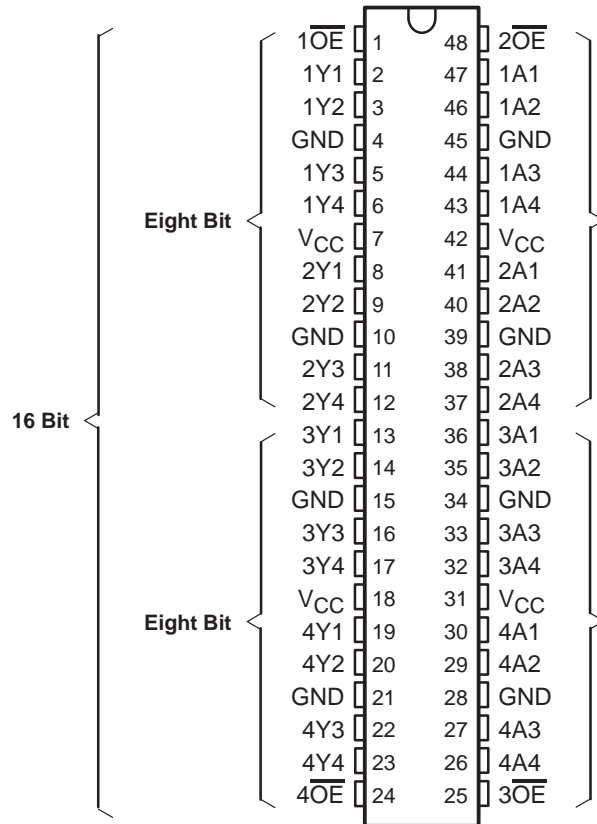 1O̅E̅ 1 48 2O̅E̅
1Y1 2 47 1A1
1Y2 3 46 1A2
GND 4 45 GND
1Y3 5 44 1A3
1Y4 6 43 1A4
Eight Bit
VCC 7 42 VCC
2Y1 8 41 2A1
2Y2 9 40 2A2
GND 10 39 GND
2Y3 11 38 2A3
2Y4 12 37 2A4
16 Bit
3Y1 13 36 3A1
3Y2 14 35 3A2
GND 15 34 GND
3Y3 16 33 3A3
3Y4 17 32 3A4
VCC 18 31 VCC
Eight Bit
4Y1 19 30 4A1
4Y2 20 29 4A2
GND 21 28 GND
4Y3 22 27 4A3
4Y4 23 26 4A4
4O̅E̅ 24 25 3O̅E̅